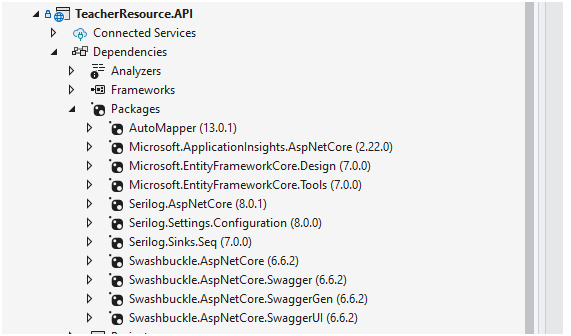 TeacherResource.API
Connected Services
Dependencies
Analyzers
Frameworks
Packages
AutoMapper (13.0.1)
Microsoft.ApplicationInsights.AspNetCore (2.22.0)
Microsoft.EntityFrameworkCore.Design (7.0.0)
Microsoft.EntityFrameworkCore.Tools (7.0.0)
Serilog.AspNetCore (8.0.1)
Serilog.Settings.Configuration (8.0.0)
Serilog.Sinks.Seq (7.0.0)
Swashbuckle.AspNetCore (6.6.2)
Swashbuckle.AspNetCore.Swagger (6.6.2)
Swashbuckle.AspNetCore.SwaggerGen (6.6.2)
Swashbuckle.AspNetCore.SwaggerUI (6.6.2)